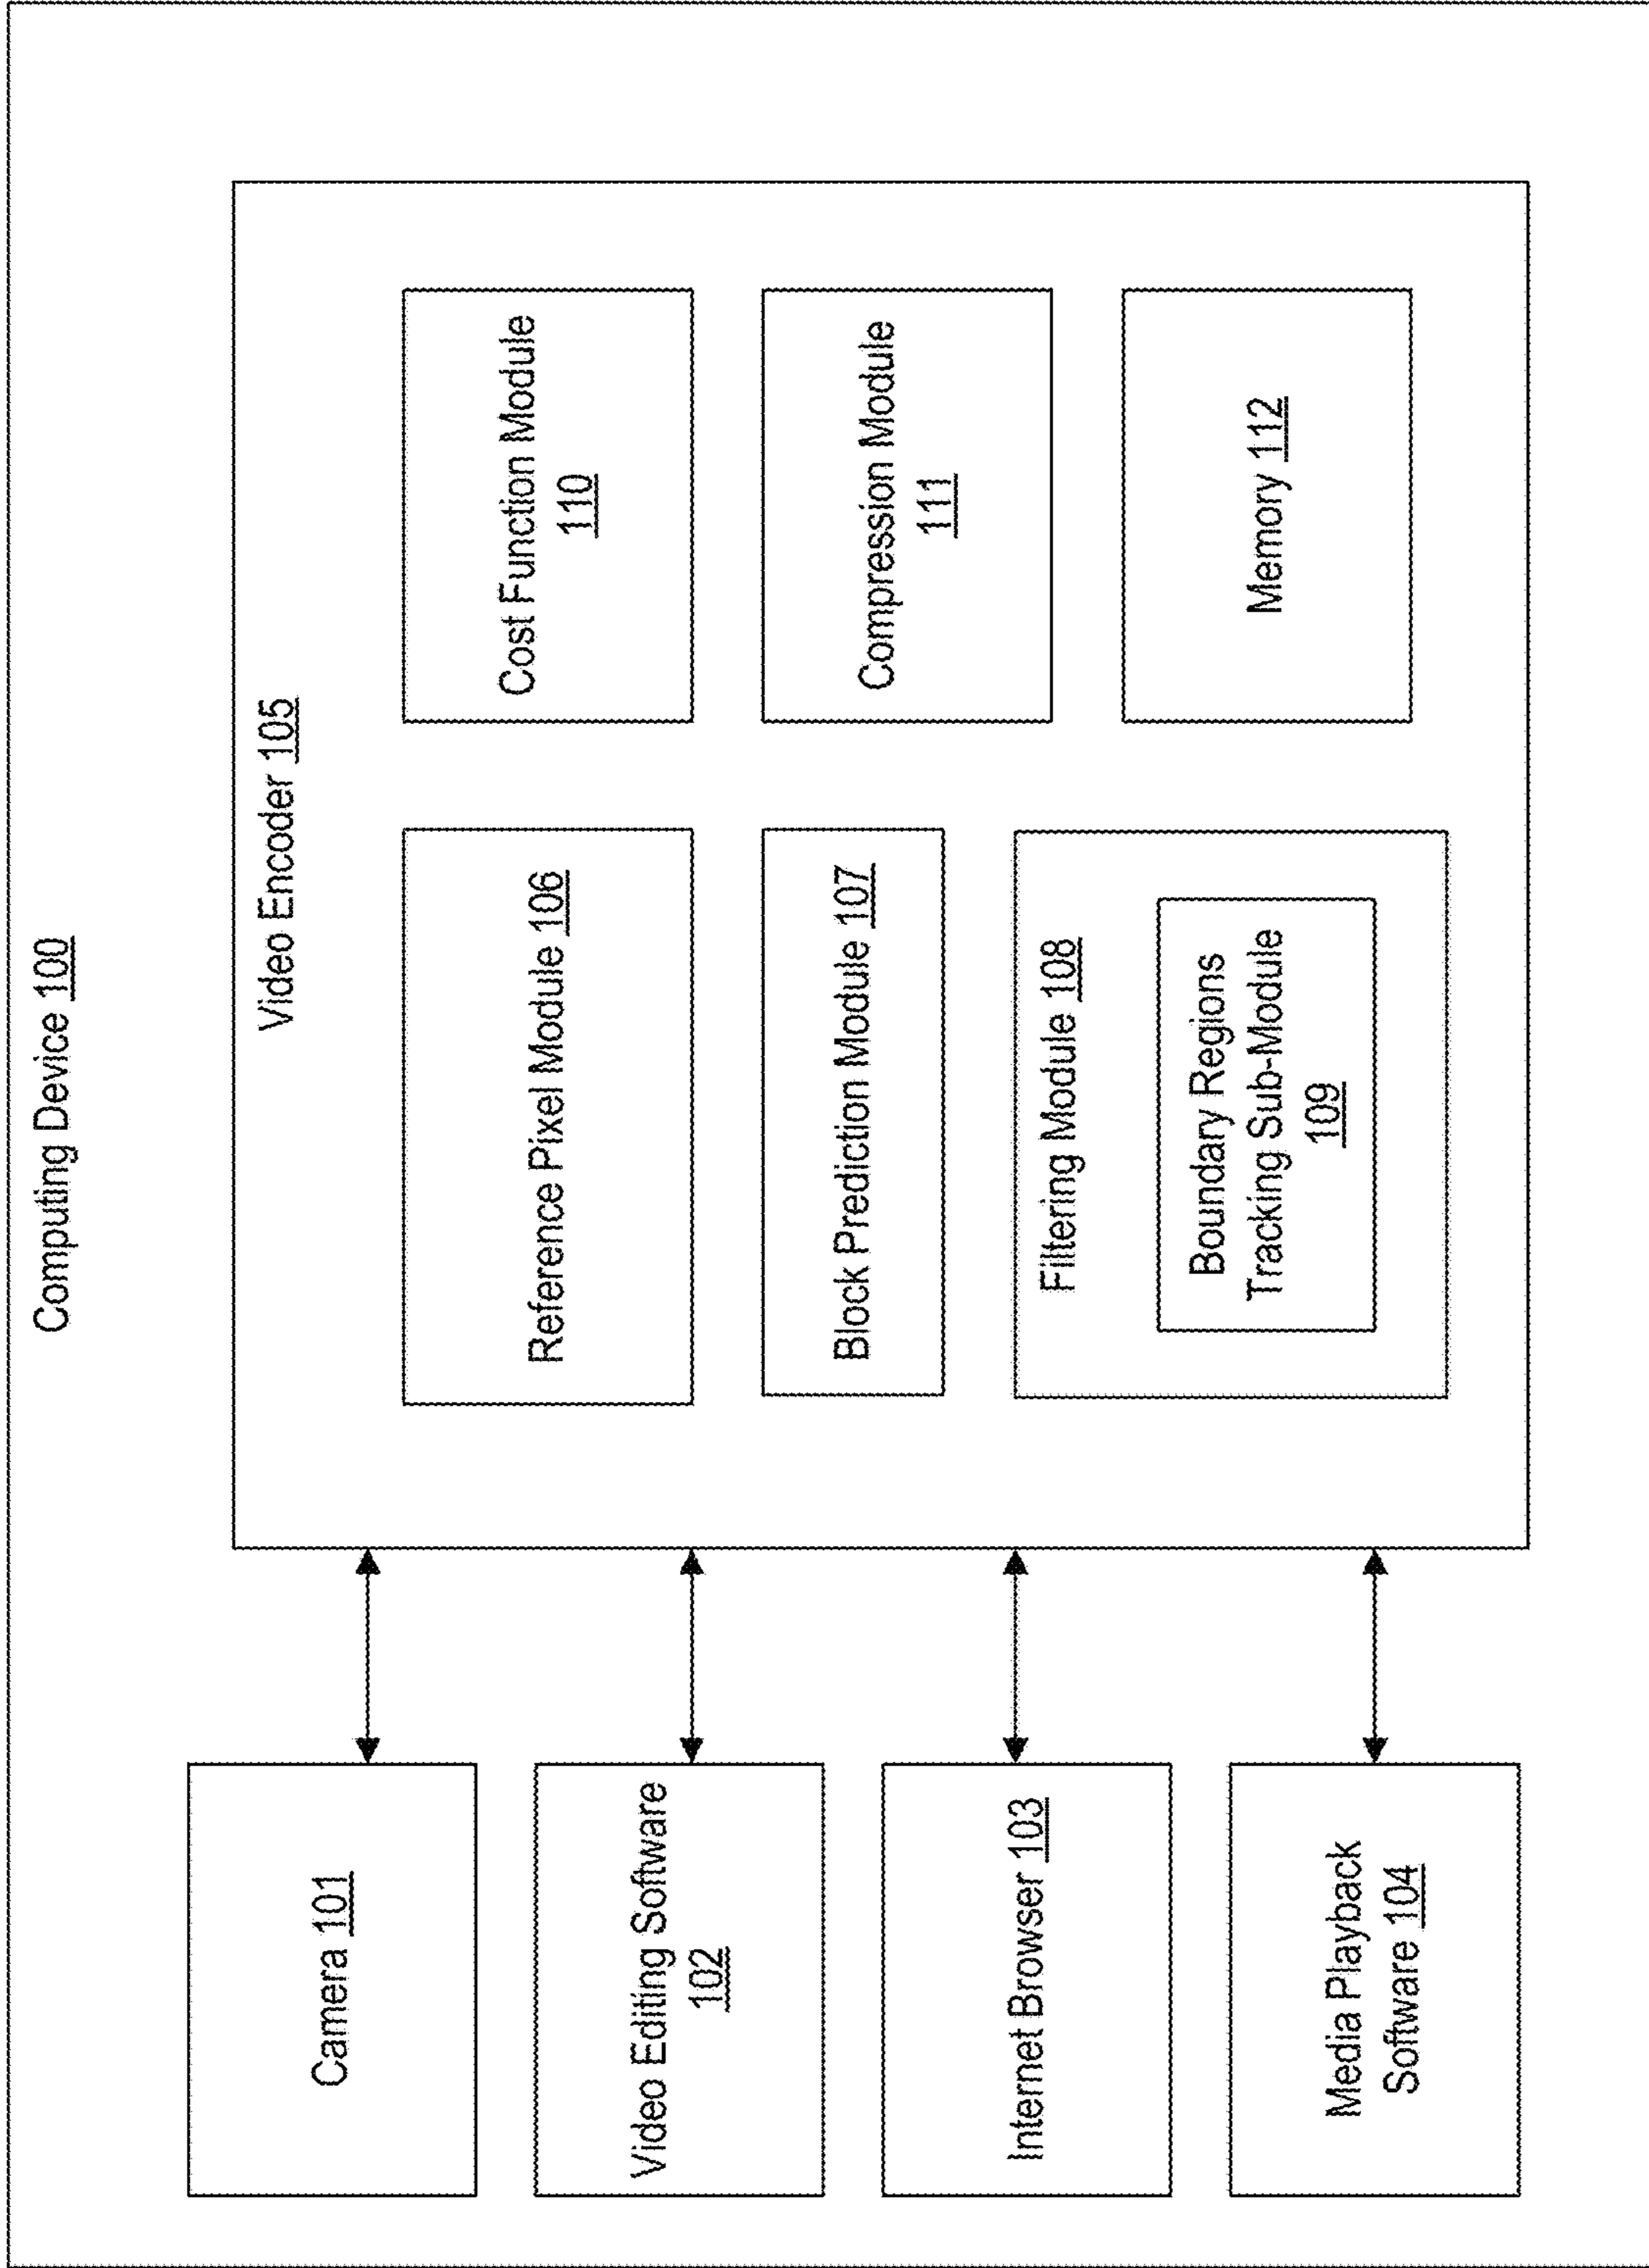 Computing Device 100
Camera 101
Video Editing Software
102
Internet Browser 103
Media Playback
Software 104
Video Encoder 105
Reference Pixel Module 106
Block Prediction Module 107
Filtering Module 108
Boundary Regions
Tracking Sub-Module
109
Cost Function Module
110
Compression Module
111
Memory 112